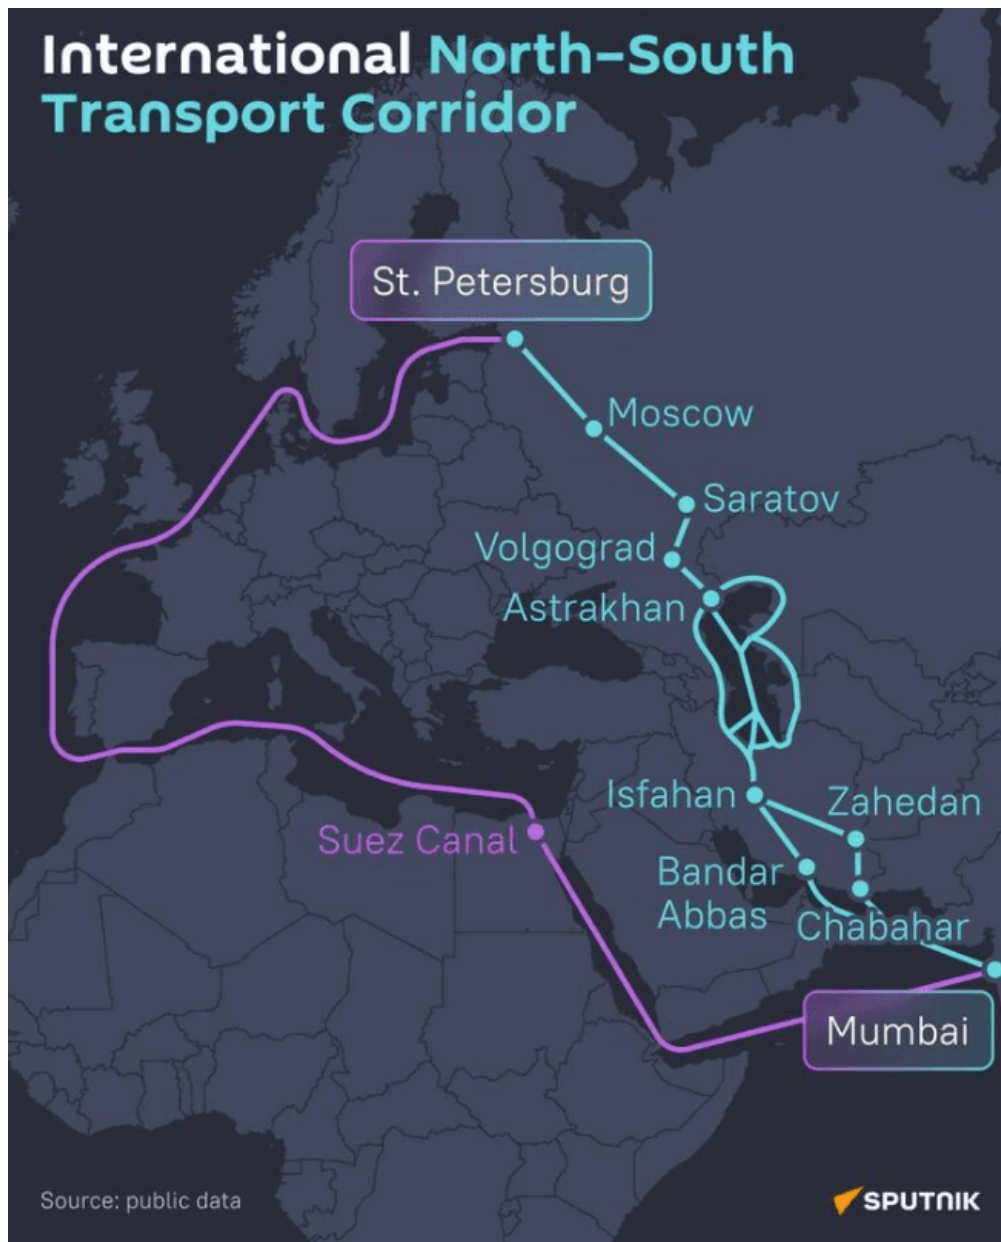 International North–South
Transport Corridor
St. Petersburg
Moscow
Saratov
Volgograd
Astrakhan
Isfahan
Zahedan
Suez Canal
Bandar
Abbas
Chabahar
Mumbai
Source: public data
SPUTNIK